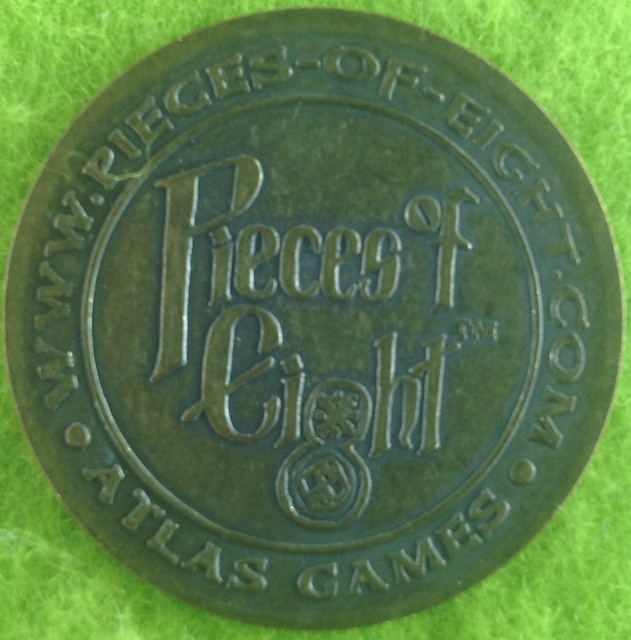 WWW.PIECES-OF-EIGHT.COM
Pieces of
Eight™
ATLAS GAMES